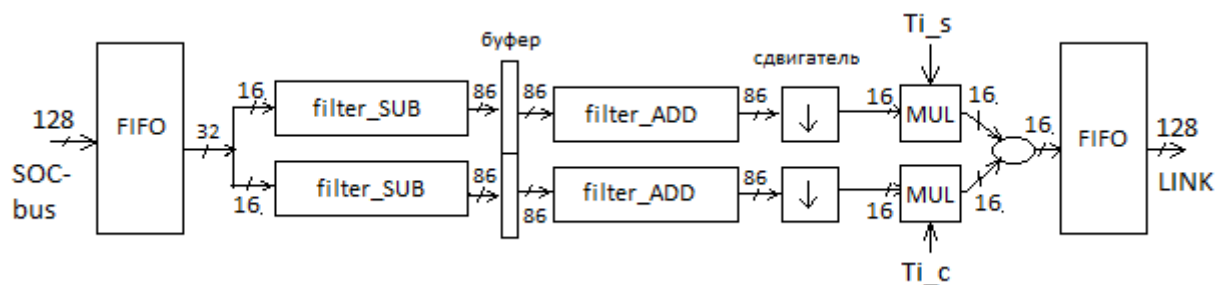 Ti_s
буфер
сдвигатель
128
FIFO
32
16.
filter_SUB
86
86
filter_ADD
86
16
MUL
16.
16.
FIFO
128
SOC-
bus
LINK
16.
filter_SUB
86
86
filter_ADD
86
16
MUL
16.
Ti_c